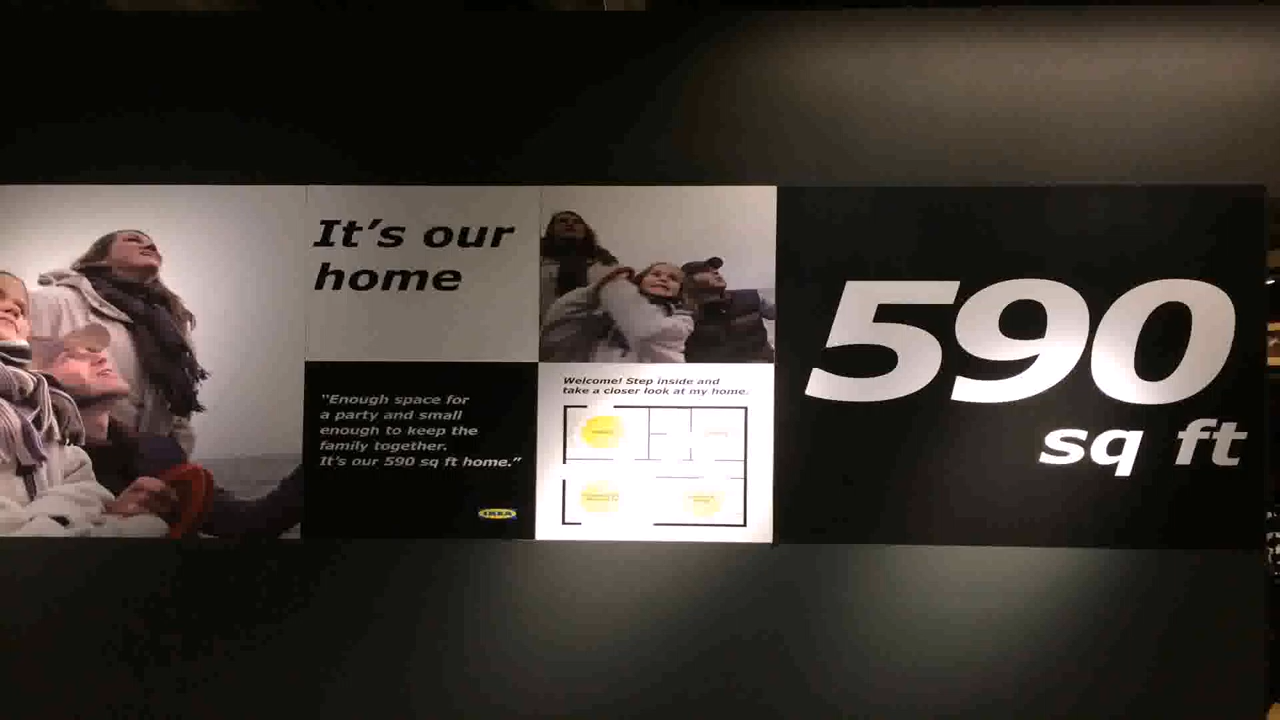 It's our
home
"Enough space for
a party and small
enough to keep the
family together.
It's our 590 sq ft home."
IKEA
Welcome! Step inside and
take a closer look at my home.
590
sq ft